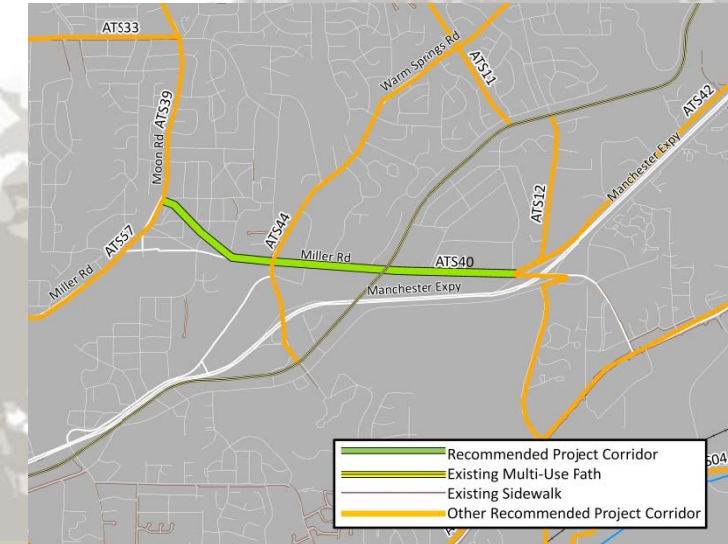 ATS33
Warm Springs Rd
ATS11
ATS42
ATS39
Moon Rd
Manchester Expy
ATS12
ATS57
Miller Rd
ATS44
Miller Rd
ATS40
Manchester Expy
Recommended Project Corridor
Existing Multi-Use Path
Existing Sidewalk
Other Recommended Project Corridor
S04